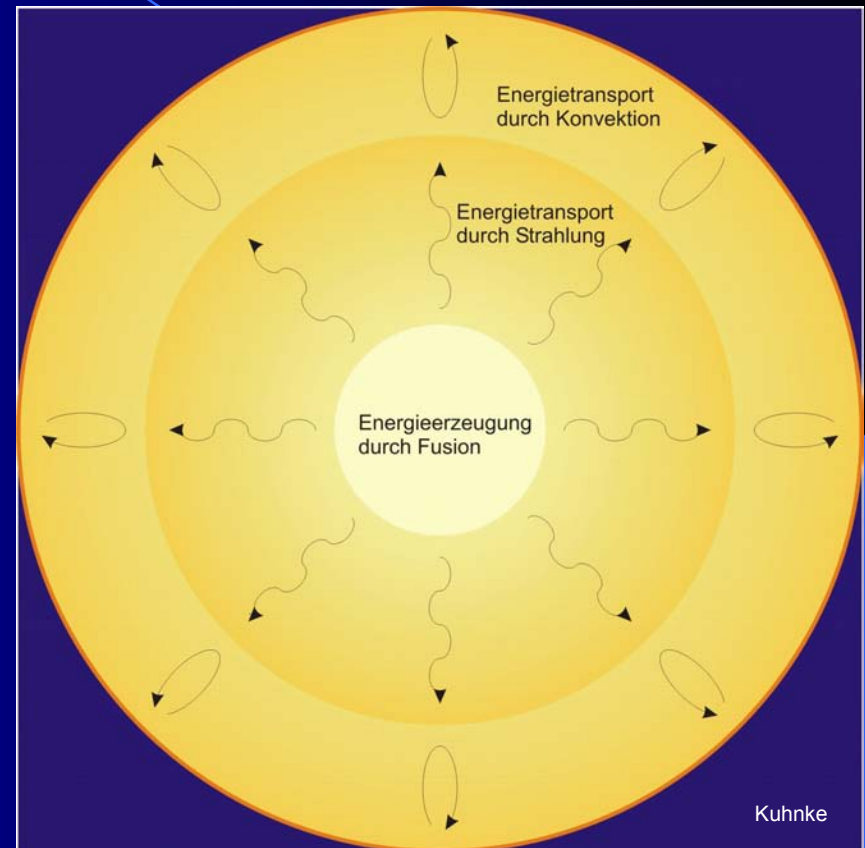 Energietransport
durch Konvektion
Energietransport
durch Strahlung
Energieerzeugung
durch Fusion
Kuhnke